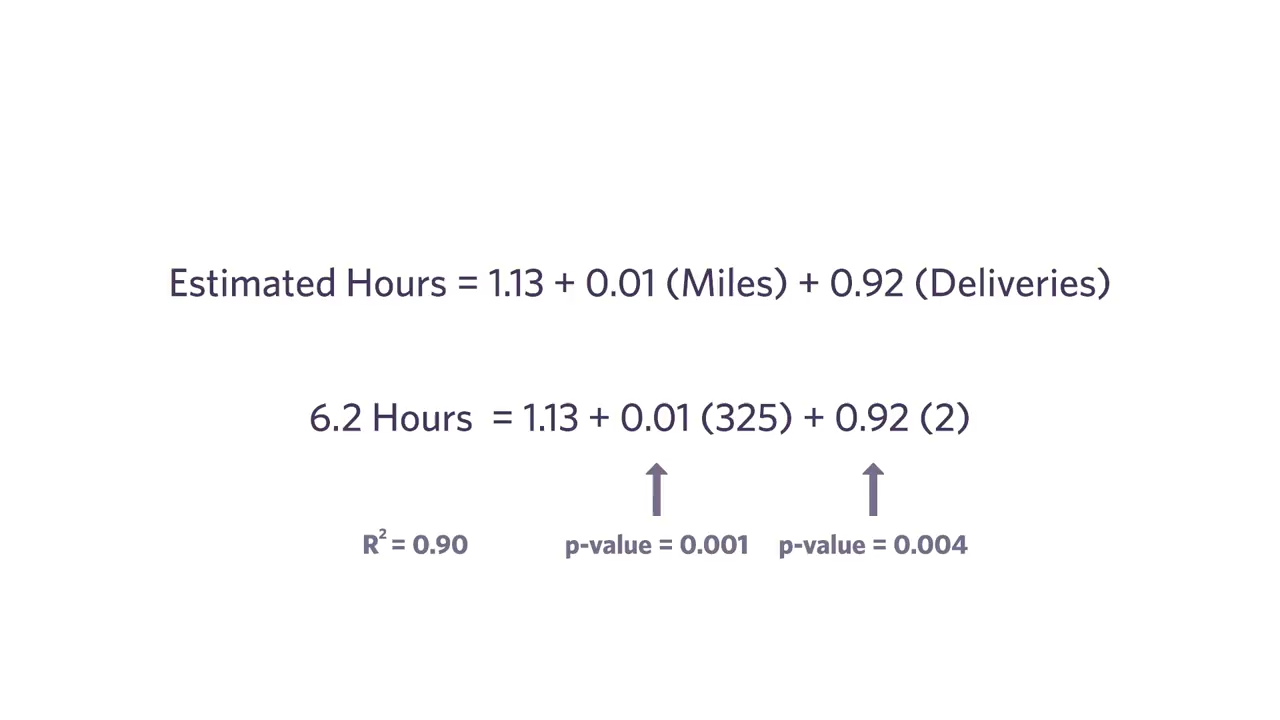 Estimated Hours = 1.13 + 0.01 (Miles) + 0.92 (Deliveries)
6.2 Hours = 1.13 + 0.01 (325) + 0.92 (2)
R² = 0.90 p-value = 0.001 p-value = 0.004